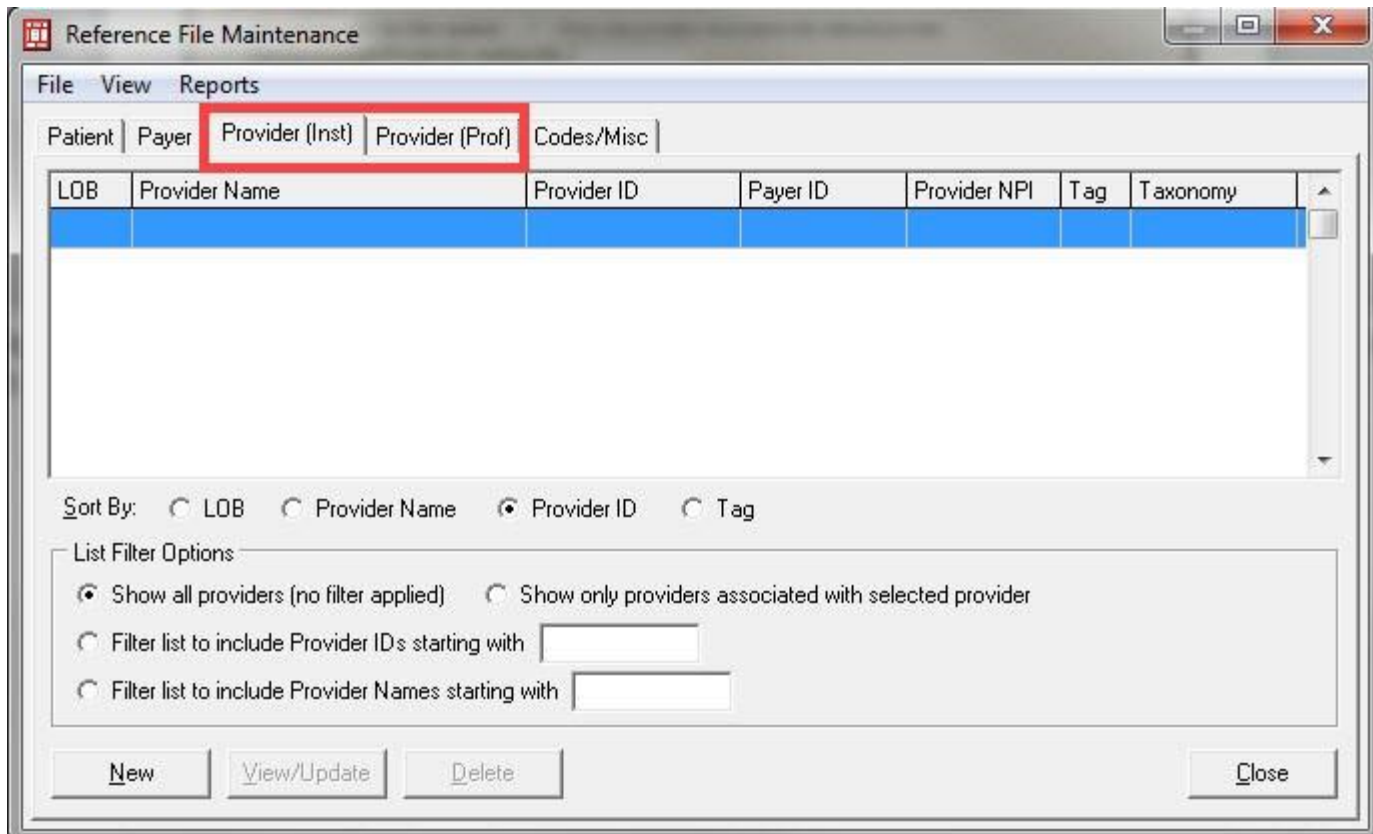 Reference File Maintenance
File View Reports
Patient Payer Provider (Inst) Provider (Prof) Codes/Misc
LOB Provider Name Provider ID Payer ID Provider NPI Tag Taxonomy
Sort By: LOB Provider Name Provider ID Tag
List Filter Options
Show all providers (no filter applied) Show only providers associated with selected provider
Filter list to include Provider IDs starting with
Filter list to include Provider Names starting with
New View/Update Delete Close